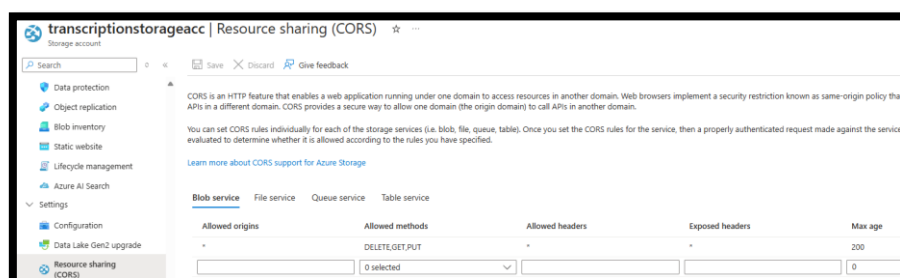 transcriptionstorageacc | Resource sharing (CORS) ☆ ...
Storage account
Search
Save Discard Give feedback
Data protection
Object replication
Blob inventory
Static website
Lifecycle management
Azure AI Search
Settings
Configuration
Data Lake Gen2 upgrade
Resource sharing
(CORS)
CORS is an HTTP feature that enables a web application running under one domain to access resources in another domain. Web browsers implement a security restriction known as same-origin policy tha
APIs in a different domain. CORS provides a secure way to allow one domain (the origin domain) to call APIs in another domain.
You can set CORS rules individually for each of the storage services (i.e. blob, file, queue, table). Once you set the CORS rules for the service, then a properly authenticated request made against the service
evaluated to determine whether it is allowed according to the rules you have specified.
Learn more about CORS support for Azure Storage
Blob service File service Queue service Table service
Allowed origins Allowed methods Allowed headers Exposed headers Max age
* DELETE,GET,PUT * * 200
0 selected 0